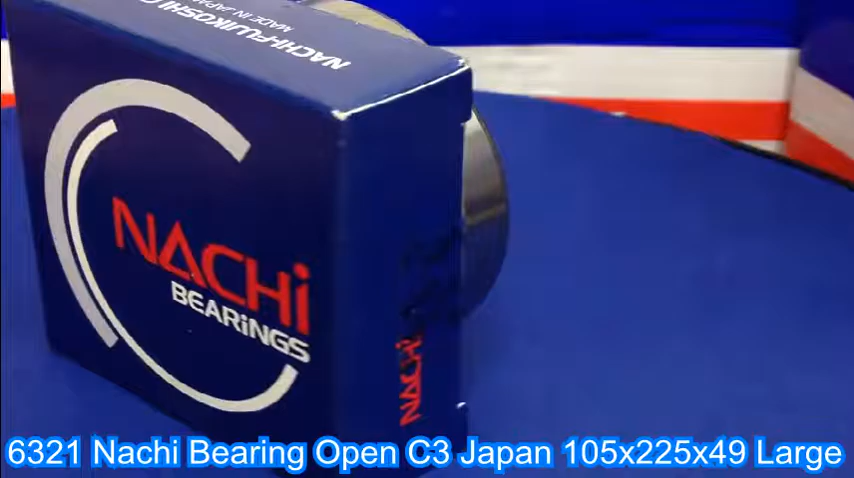 NACHI-FUJIKOSHI
MADE IN JAPAN
NACHI
BEARINGS
NACHI
6321 Nachi Bearing Open C3 Japan 105x225x49 Large